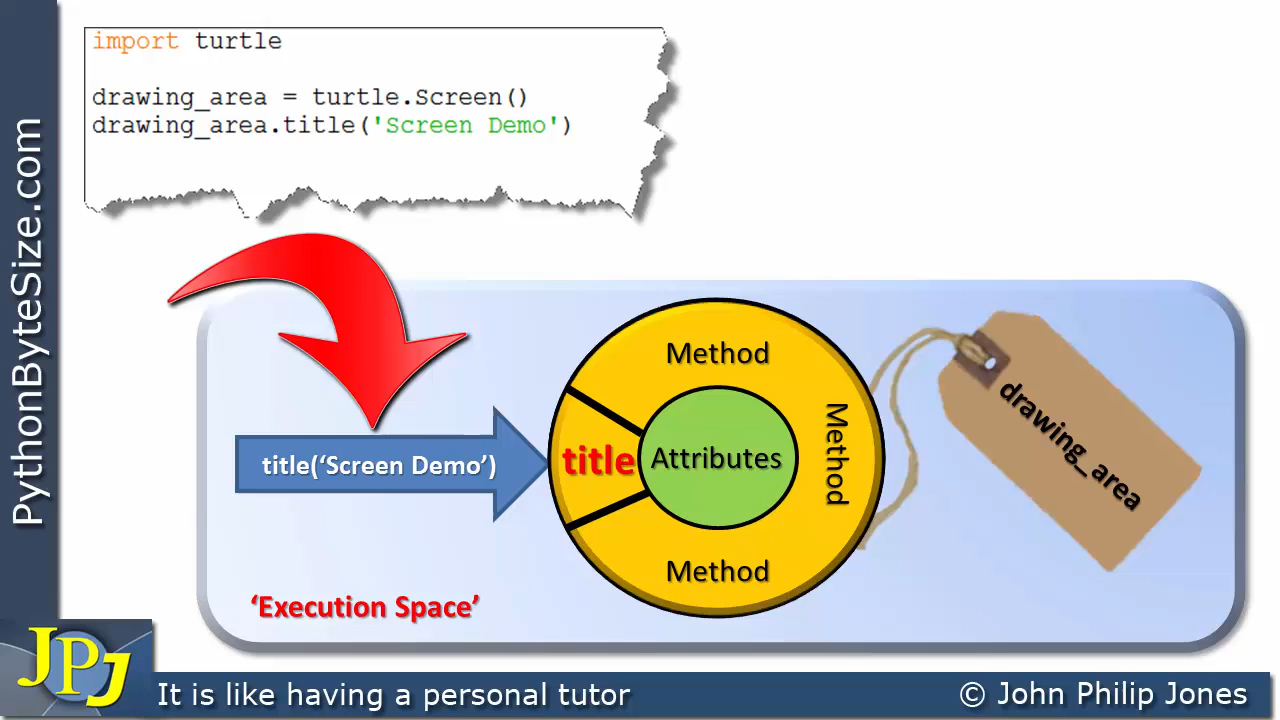 import turtle
drawing_area = turtle.Screen()
drawing_area.title('Screen Demo')
PythonByteSize.com
Method
title(‘Screen Demo’)
title
Attributes
Method
drawing_area
Method
‘Execution Space’
JPJ
It is like having a personal tutor
© John Philip Jones